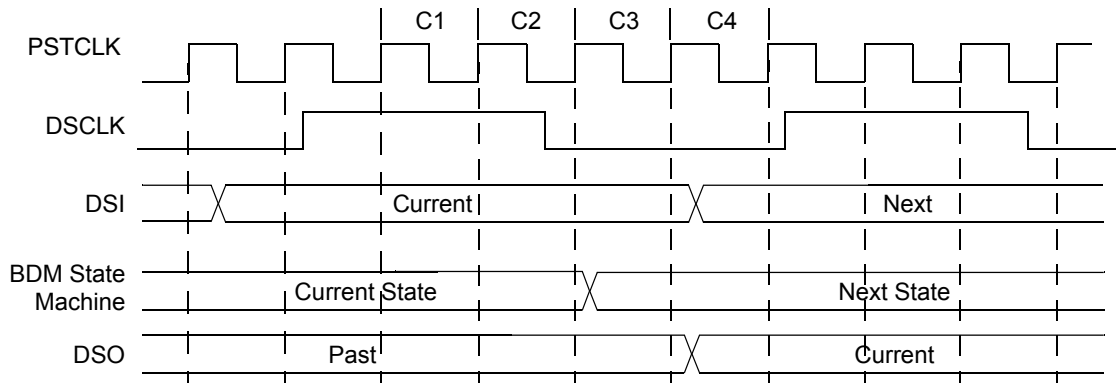 C1 C2 C3 C4
PSTCLK
DSCLK
DSI Current Next
BDM State
Machine Current State Next State
DSO Past Current